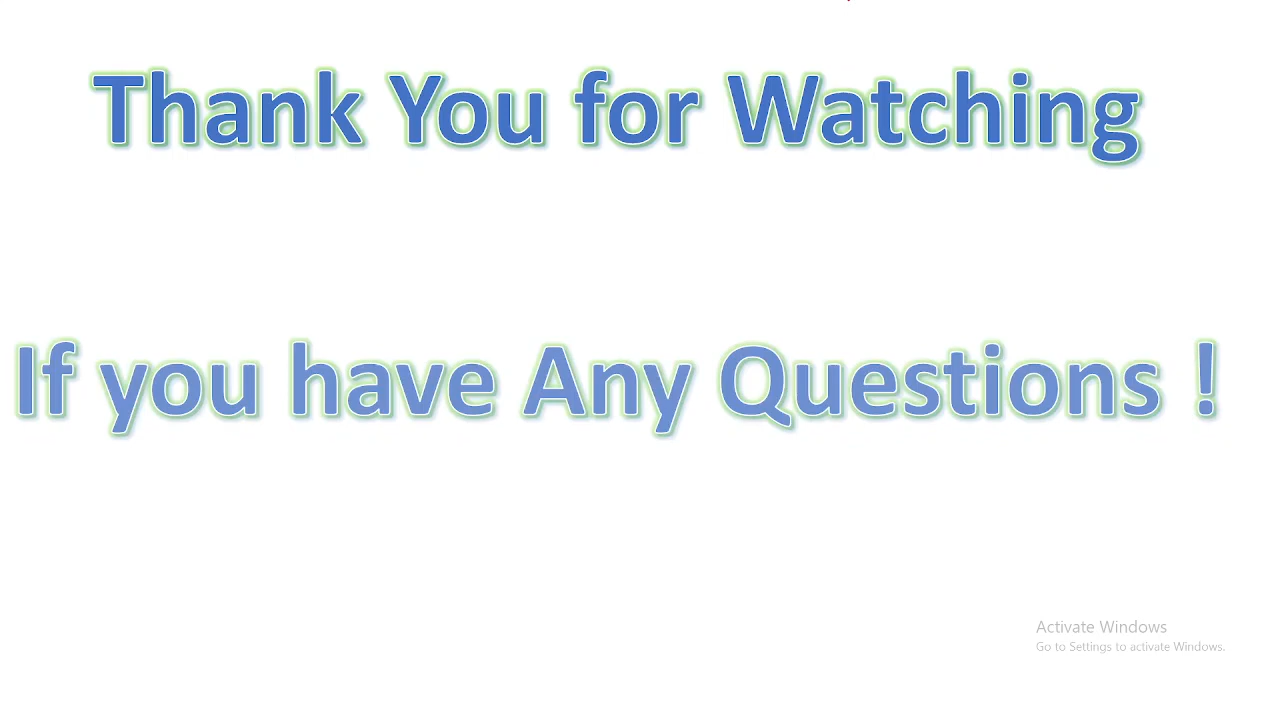 Thank You for Watching
If you have Any Questions !
Activate Windows
Go to Settings to activate Windows.